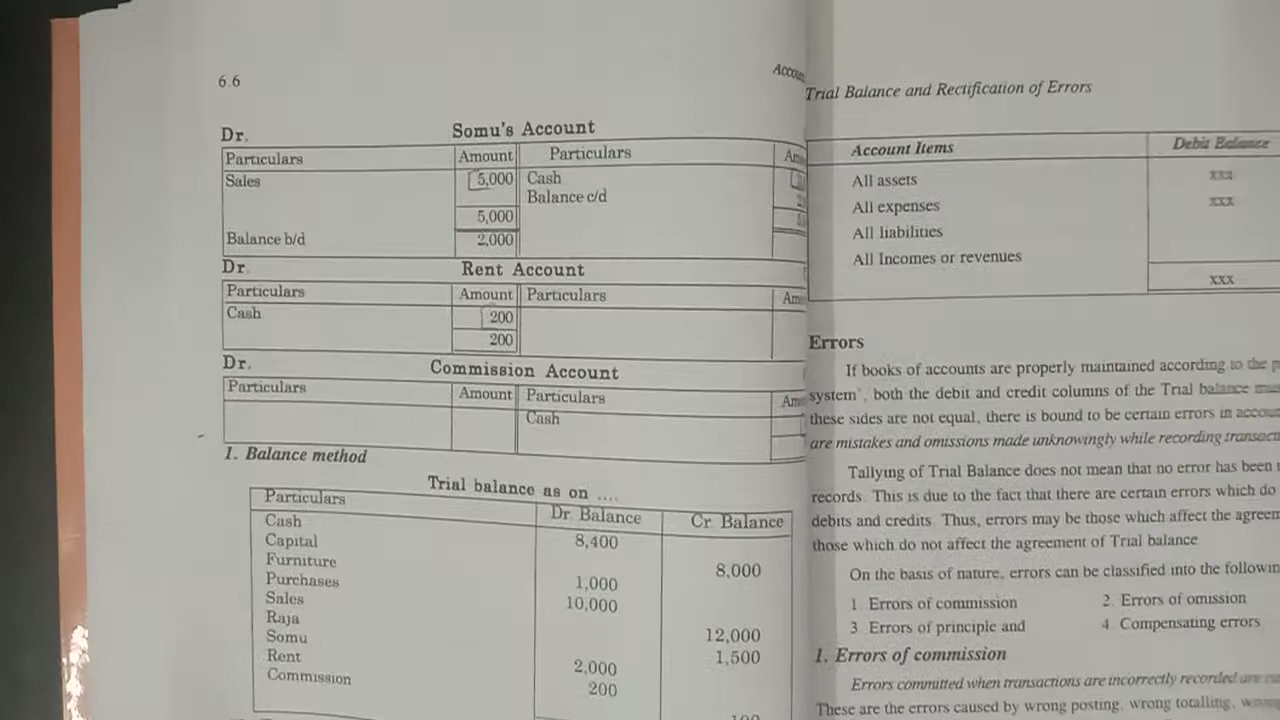 6.6
Dr. Somu's Account
Particulars Amount Particulars
Sales 5,000 Cash
Balance c/d
5,000
Balance b/d 2,000
Dr. Rent Account
Particulars Amount Particulars
Cash 200
200
Dr. Commission Account
Particulars Amount Particulars
Cash
1. Balance method
Trial balance as on ....
Particulars Dr. Balance Cr. Balance
Cash 8,400
Capital 8,000
Furniture 1,000
Purchases 10,000
Sales 12,000
Raja 1,500
Somu 2,000
Rent 200
Commission
Trial Balance and Rectification of Errors
Account Items Debit Balance
All assets xxx
All expenses xxx
All liabilities
All Incomes or revenues
xxx
Errors
If books of accounts are properly maintained according to the
system', both the debit and credit columns of the Trial balance
these sides are not equal, there is bound to be certain errors in
are mistakes and omissions made unknowingly while recording
Tallying of Trial Balance does not mean that no error has been
records. This is due to the fact that there are certain errors which do
debits and credits. Thus, errors may be those which affect the
those which do not affect the agreement of Trial balance
On the basis of nature, errors can be classified into the
1 Errors of commission 2. Errors of omission
3 Errors of principle and 4. Compensating errors
1. Errors of commission
Errors committed when transactions are incorrectly recorded
These are the errors caused by wrong posting, wrong totalling,